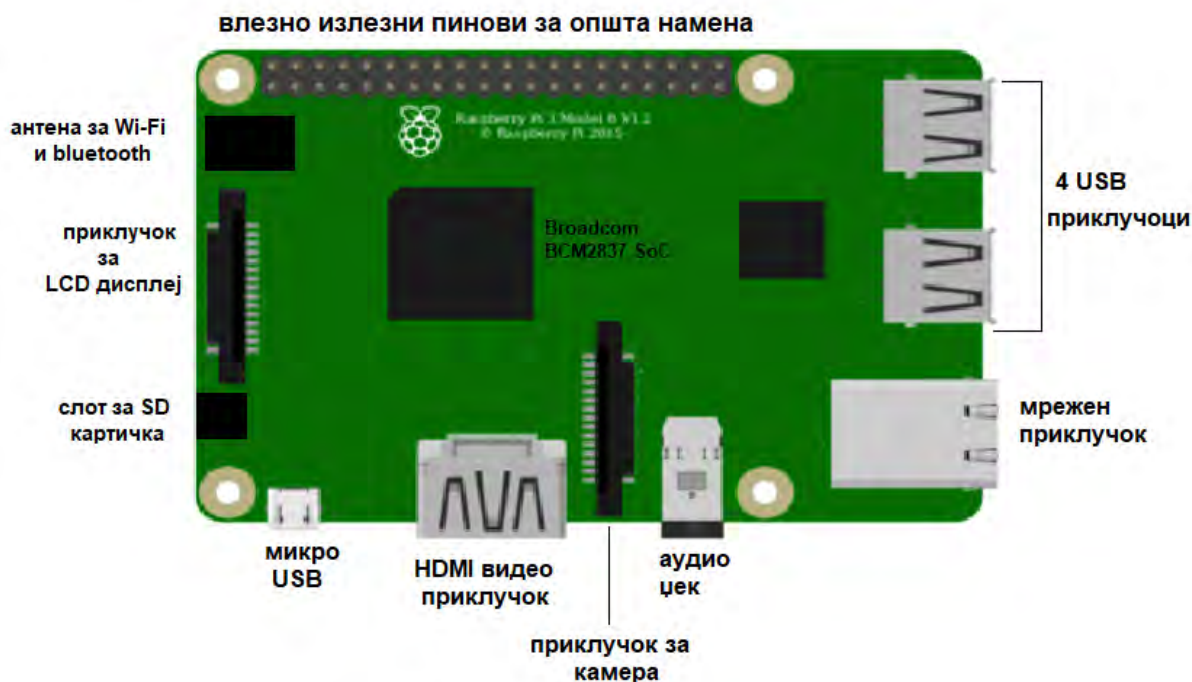 влезно излезни пинови за општа намена
Raspberry Pi 3 Model B V1.2
© Raspberry Pi 2015
антена за Wi-Fi
и bluetooth
4 USB
приклучоци
Broadcom
BCM2837 SoC
приклучок
за
LCD дисплеј
слот за SD
картичка
мрежен
приклучок
микро
USB
HDMI видео
приклучок
аудио
џек
приклучок за
камера